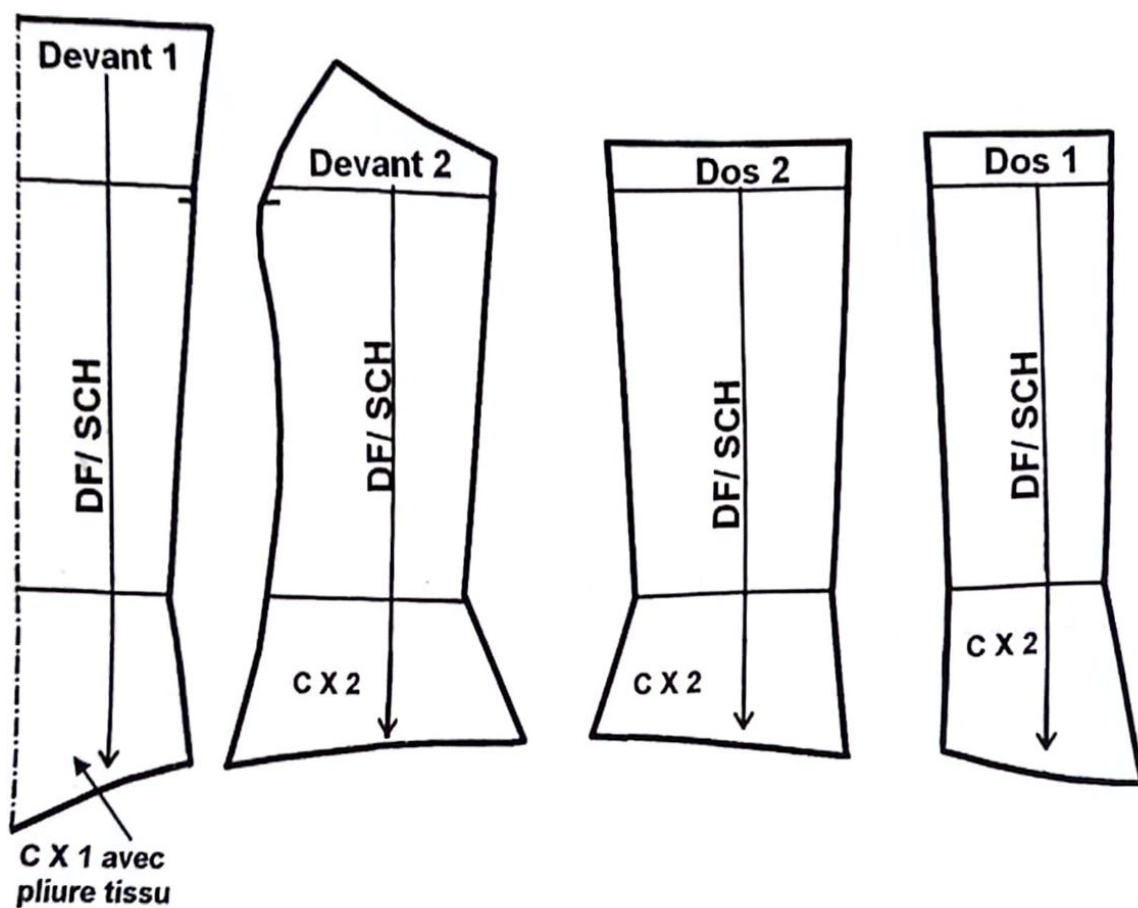 Devant 1
Devant 2
Dos 2
Dos 1
DF/ SCH
DF/ SCH
DF/ SCH
DF/ SCH
C X 2
C X 2
C X 2
C X 1 avec
pliure tissu